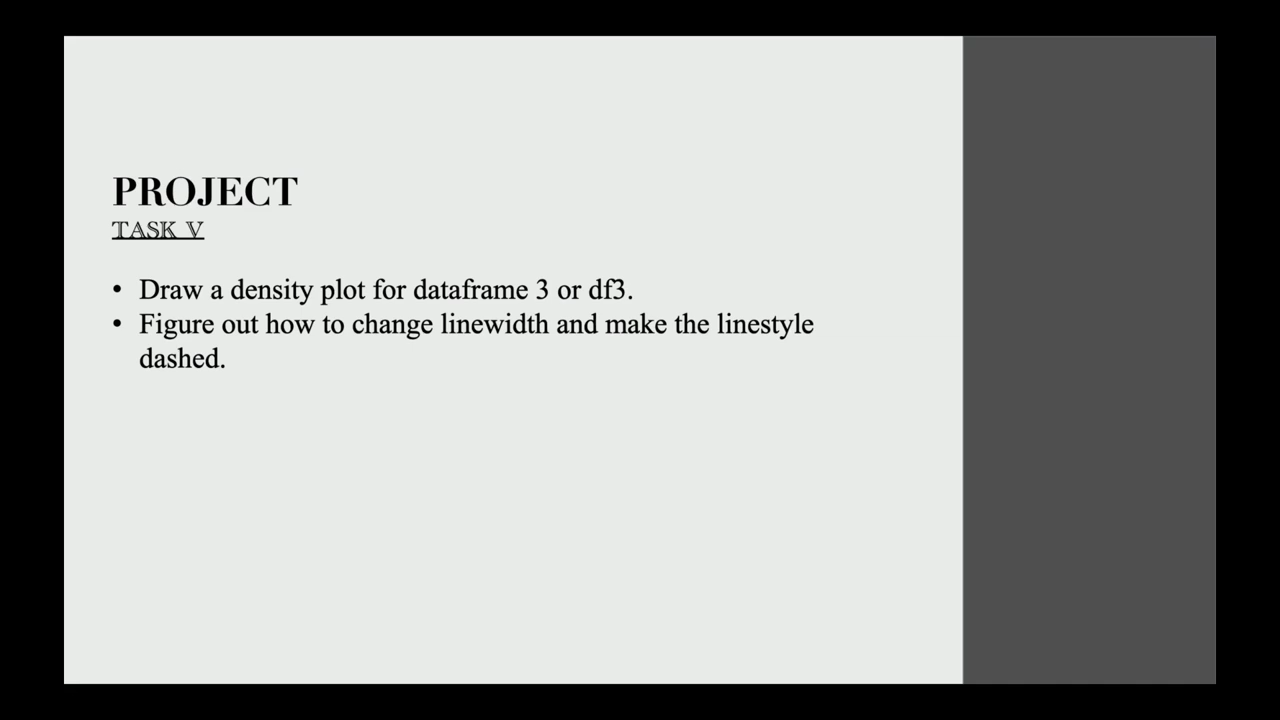 PROJECT
TASK V
• Draw a density plot for dataframe 3 or df3.
• Figure out how to change linewidth and make the linestyle
dashed.